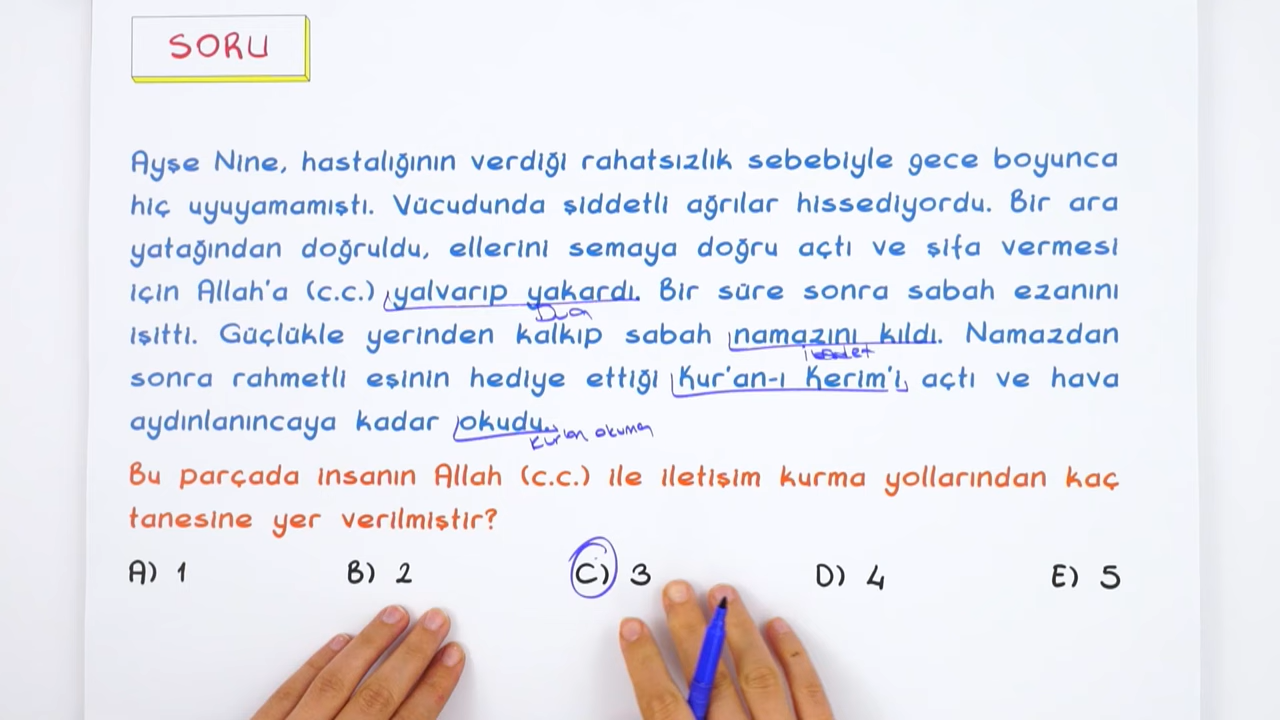 SORU
Ayşe Nine, hastalığının verdiği rahatsızlık sebebiyle gece boyunca
hiç uyuyamamıştı. Vücudunda şiddetli ağrılar hissediyordu. Bir ara
yatağından doğruldu, ellerini semaya doğru açtı ve şifa vermesi
için Allah'a (c.c.) yalvarıp yakardı. Bir süre sonra sabah ezanını
Dua
işitti. Güçlükle yerinden kalkıp sabah namazını kıldı. Namazdan
ibadet
sonra rahmetli eşinin hediye ettiği Kur'an-ı Kerim'i açtı ve hava
aydınlanıncaya kadar okudu.
Kur'an okuma
Bu parçada insanın Allah (c.c.) ile iletişim kurma yollarından kaç
tanesine yer verilmiştir?
A) 1 B) 2 C) 3 D) 4 E) 5